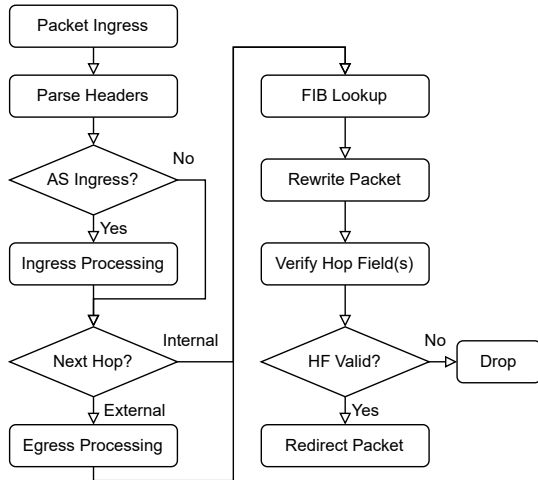 Packet Ingress
Parse Headers
AS Ingress?
No
Yes
Ingress Processing
Next Hop?
Internal
External
Egress Processing
FIB Lookup
Rewrite Packet
Verify Hop Field(s)
HF Valid?
No
Drop
Yes
Redirect Packet